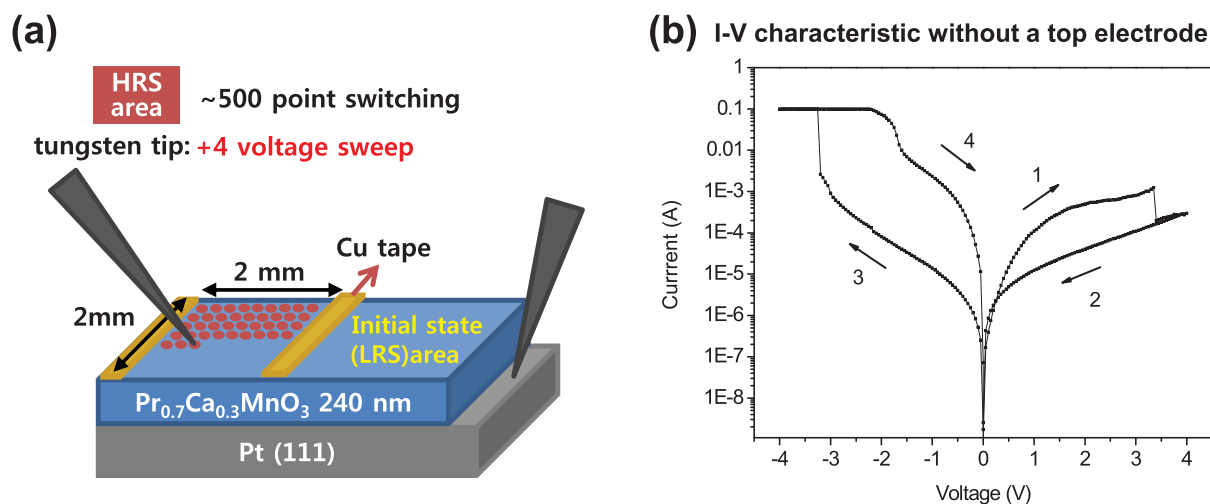 (a)
HRS
area
~500 point switching
tungsten tip: +4 voltage sweep
Cu tape
2 mm
2mm
Initial state
(LRS)area
Pr0.7Ca0.3MnO3 240 nm
Pt (111)
(b) I-V characteristic without a top electrode
1
0.1
0.01
1E-3
1E-4
1E-5
1E-6
1E-7
1E-8
Currrent (A)
4
1
3
2
-4 -3 -2 -1 0 1 2 3 4
Voltage (V)